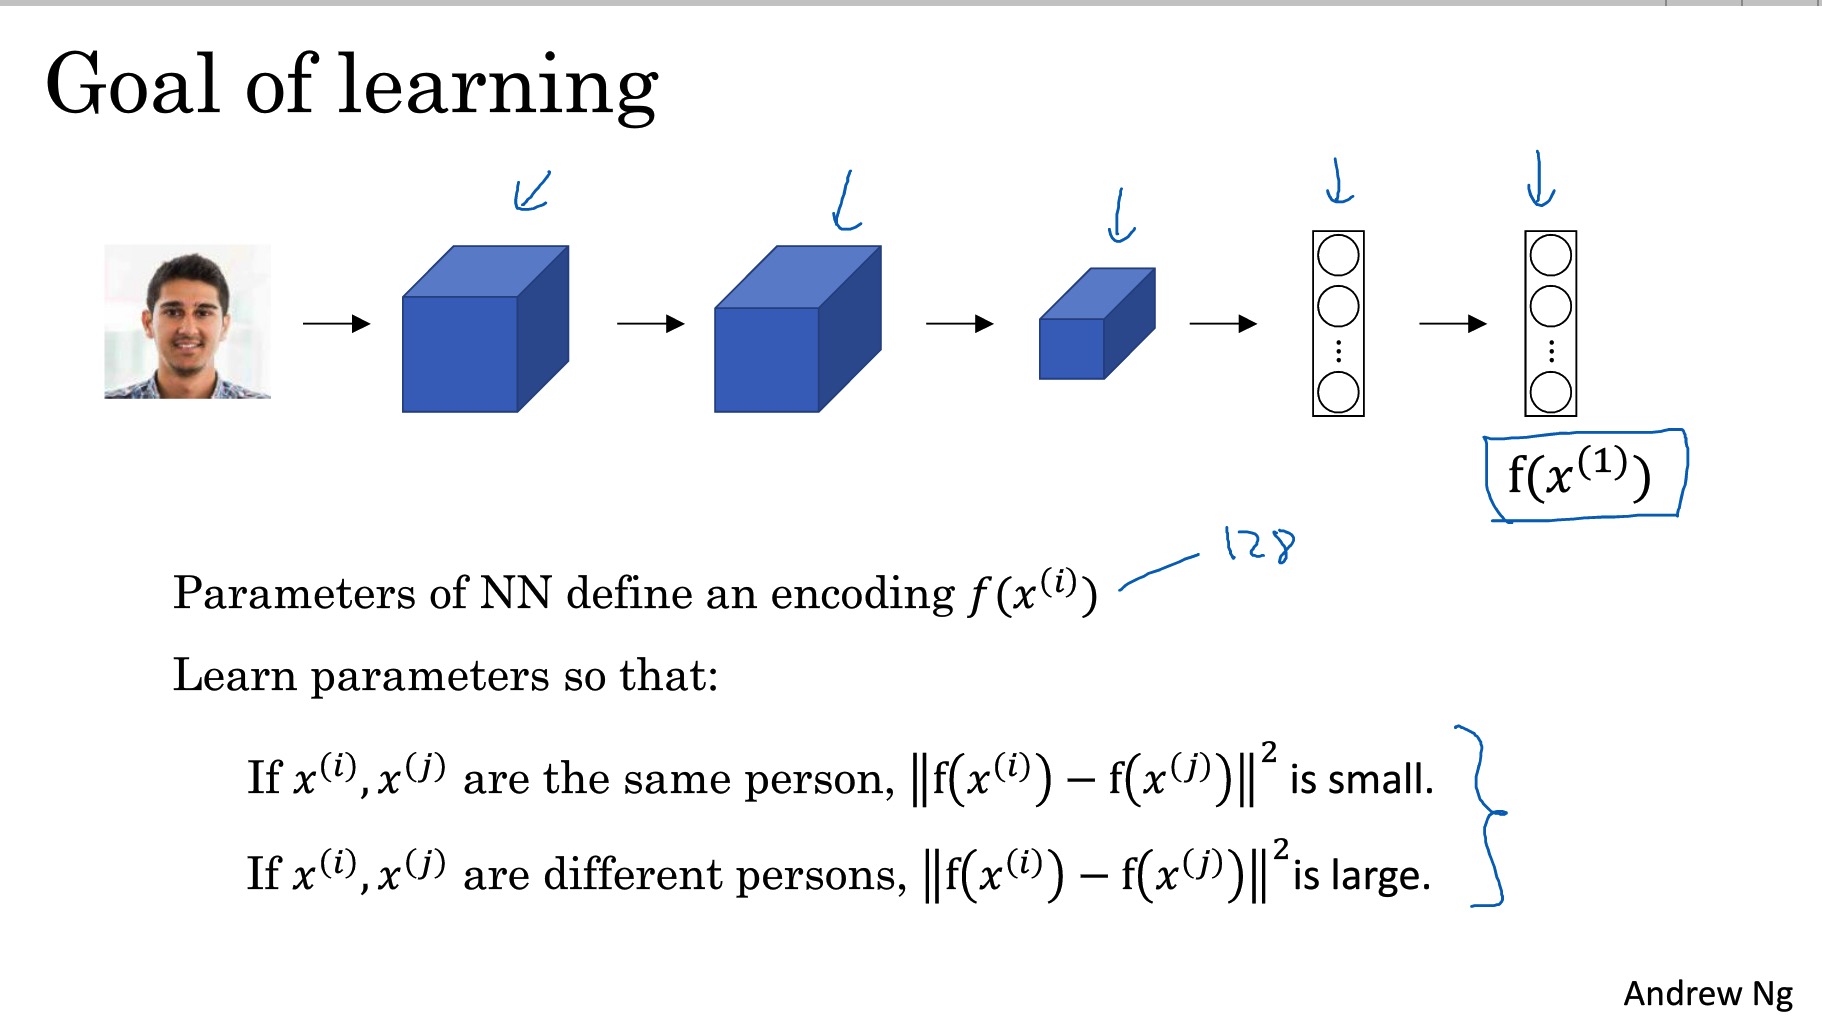 Goal of learning
f(x⁽¹⁾)
128
Parameters of NN define an encoding f(x⁽ⁱ⁾)
Learn parameters so that:
If x⁽ⁱ⁾, x⁽ʲ⁾ are the same person, ‖f(x⁽ⁱ⁾) − f(x⁽ʲ⁾)‖² is small.
If x⁽ⁱ⁾, x⁽ʲ⁾ are different persons, ‖f(x⁽ⁱ⁾) − f(x⁽ʲ⁾)‖² is large.
Andrew Ng